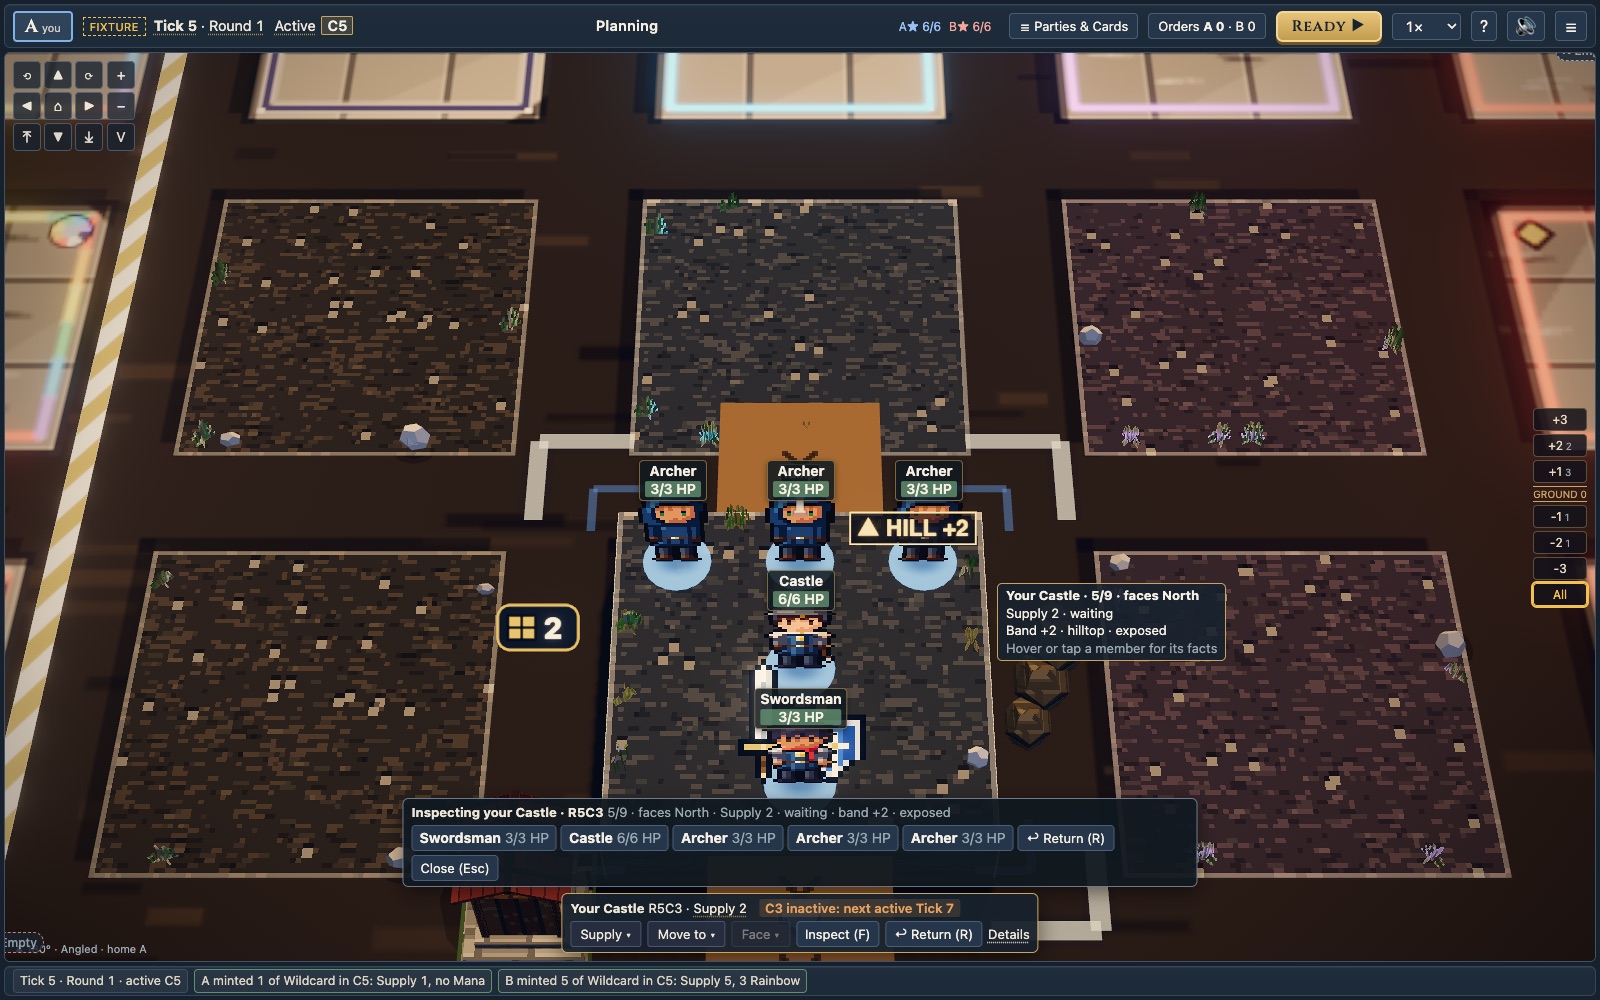 A you
FIXTURE
Tick 5 · Round 1 Active C5
Planning
A★ 6/6 B★ 6/6
≡ Parties & Cards
Orders A 0 · B 0
READY ▶
1×
?
≡
+
−
V
Archer
3/3 HP
Archer
3/3 HP
Archer
3/3 HP
▲ HILL +2
Castle
6/6 HP
2
Swordsman
3/3 HP
Your Castle · 5/9 · faces North
Supply 2 · waiting
Band +2 · hilltop · exposed
Hover or tap a member for its facts
+3
+2 2
+1 3
GROUND 0
-1 1
-2 1
-3
All
Inspecting your Castle · R5C3 5/9 · faces North · Supply 2 · waiting · band +2 · exposed
Swordsman 3/3 HP
Castle 6/6 HP
Archer 3/3 HP
Archer 3/3 HP
Archer 3/3 HP
↩ Return (R)
Close (Esc)
Your Castle R5C3 · Supply 2 C3 inactive: next active Tick 7
Supply ▾
Move to ▾
Face ▾
Inspect (F)
↩ Return (R)
Details
Empty
· Angled · home A
Tick 5 · Round 1 · active C5
A minted 1 of Wildcard in C5: Supply 1, no Mana
B minted 5 of Wildcard in C5: Supply 5, 3 Rainbow